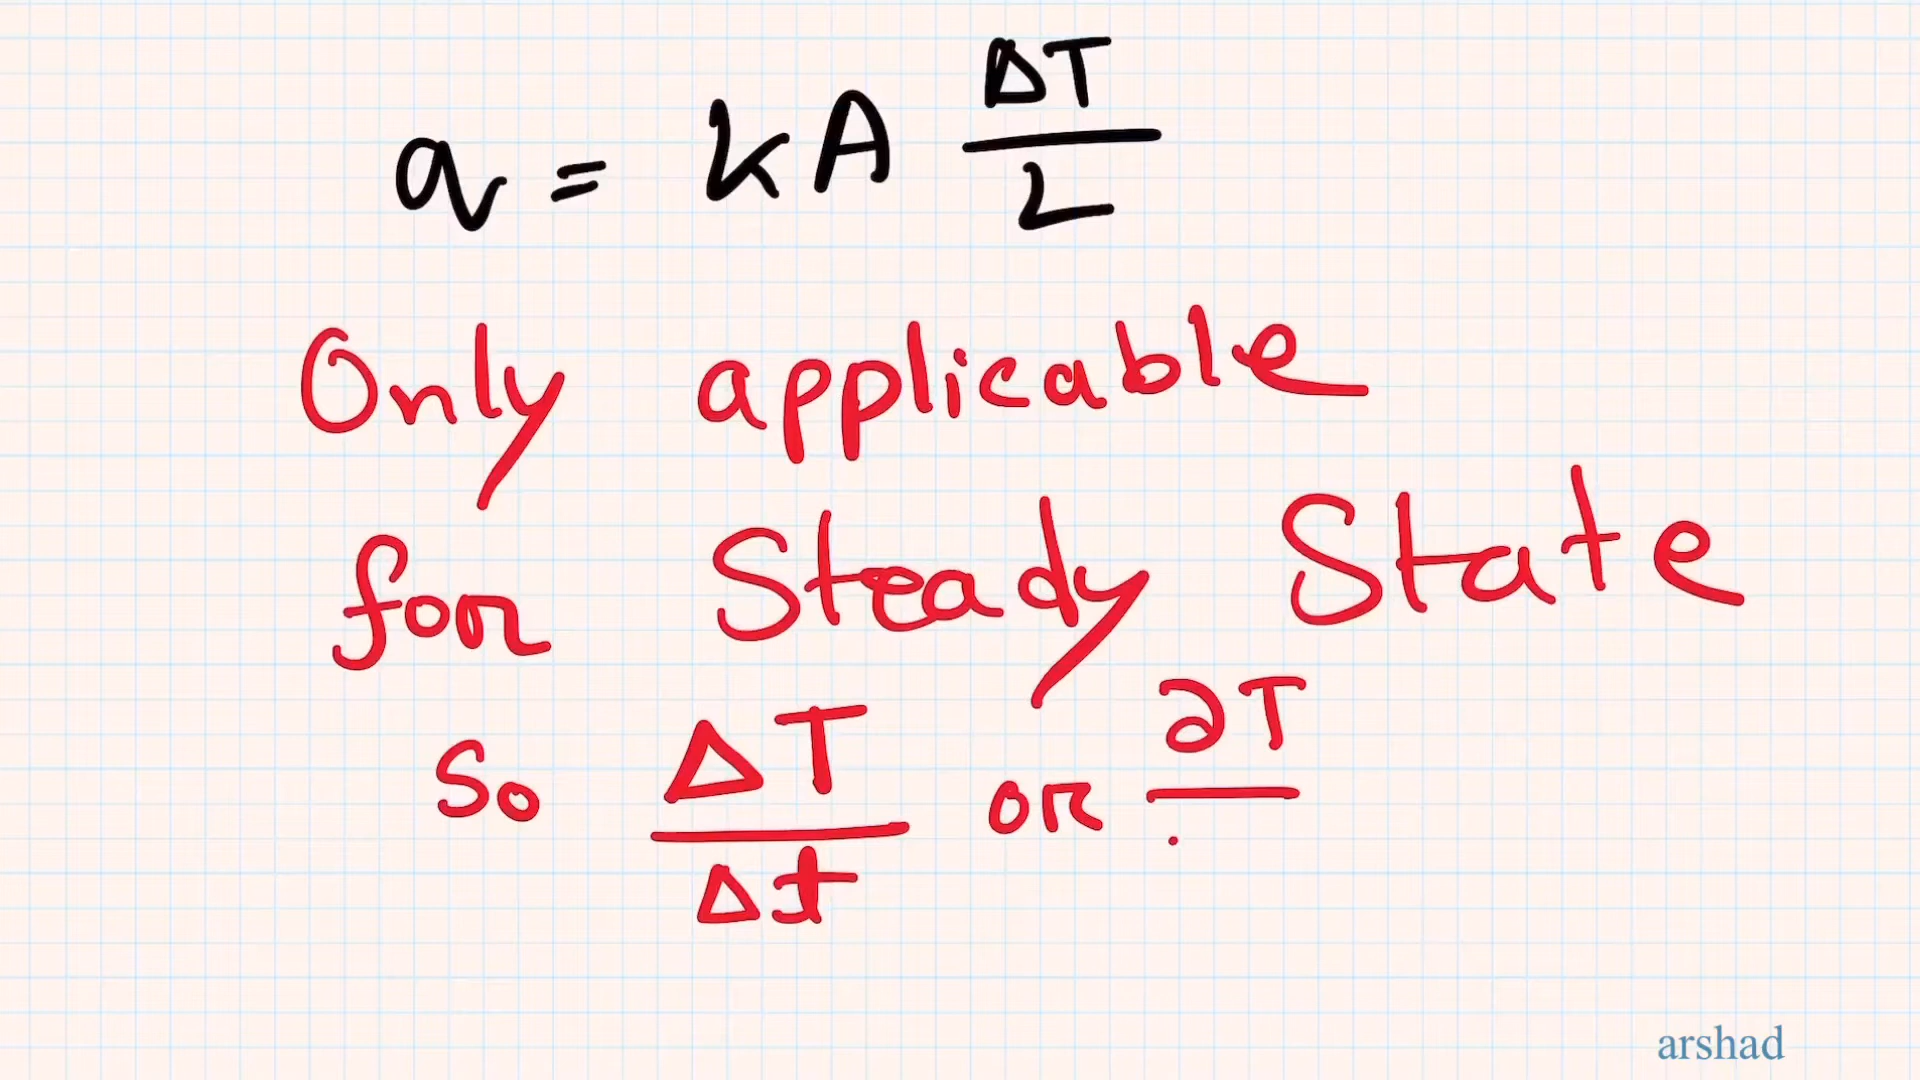 q = kA ΔT/L
Only applicable
for Steady State
So ΔT/Δt or ∂T/
arshad